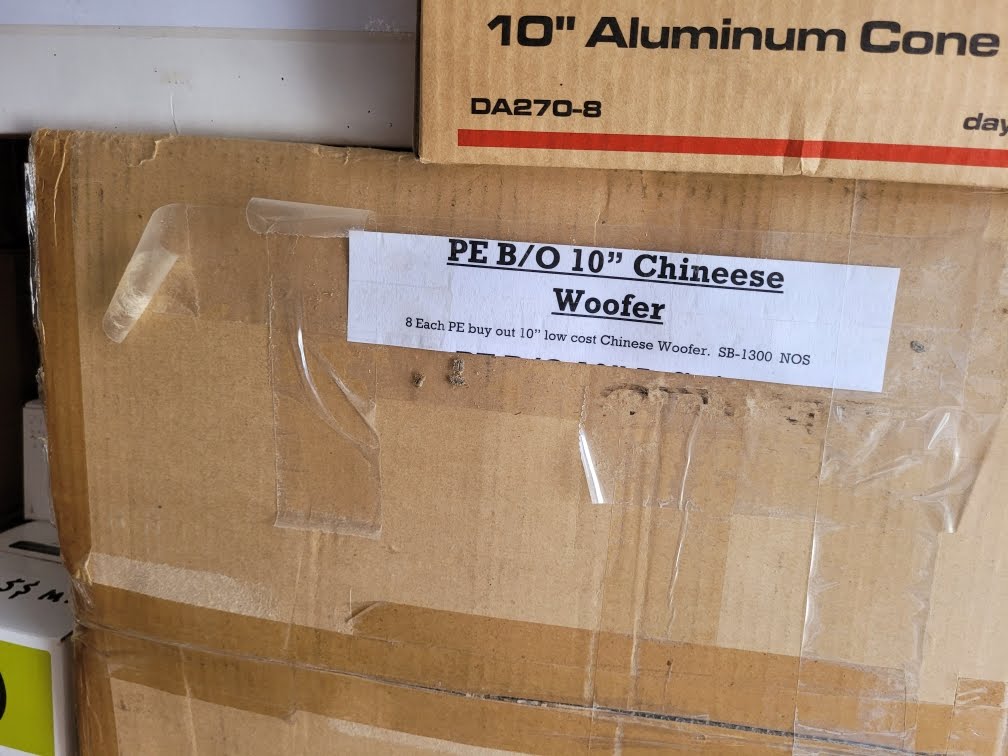 10" Aluminum Cone
DA270-8
day
PE B/O 10” Chineese
Woofer
8 Each PE buy out 10” low cost Chinese Woofer. SB-1300 NOS